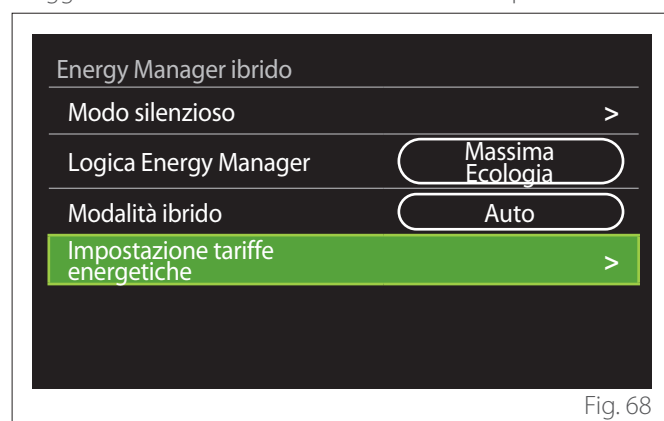 Energy Manager ibrido
Modo silenzioso >
Logica Energy Manager Massima Ecologia
Modalità ibrido Auto
Impostazione tariffe
energetiche >
Fig. 68